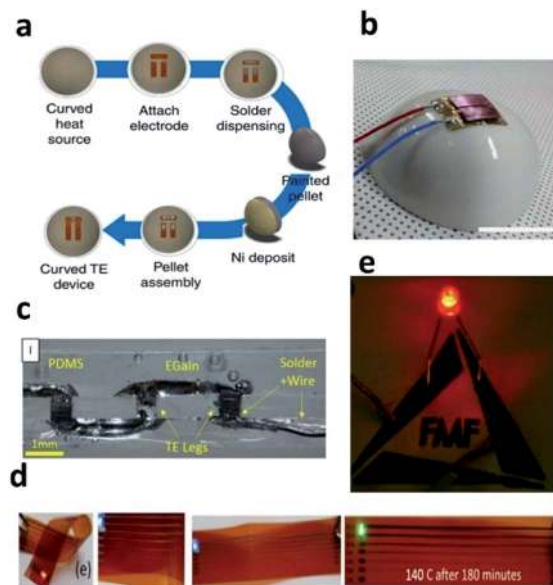 a
Curved
heat
source
Attach
electrode
Solder
dispensing
Painted
pellet
Ni deposit
Pellet
assembly
Curved TE
device
b
c
i
PDMS
EGaIn
Solder
+Wire
TE Legs
1mm
d
(e)
140 C after 180 minutes
e
FMF